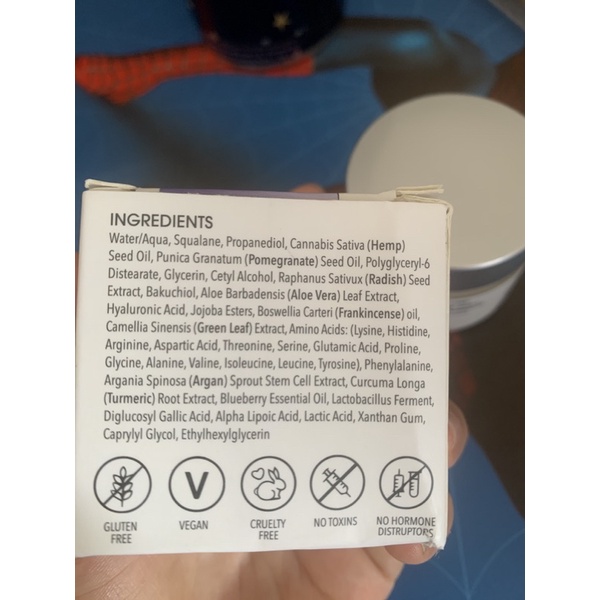 INGREDIENTS
Water/Aqua, Squalane, Propanediol, Cannabis Sativa (Hemp)
Seed Oil, Punica Granatum (Pomegranate) Seed Oil, Polyglyceryl-6
Distearate, Glycerin, Cetyl Alcohol, Raphanus Sativux (Radish) Seed
Extract, Bakuchiol, Aloe Barbadensis (Aloe Vera) Leaf Extract,
Hyaluronic Acid, Jojoba Esters, Boswellia Carteri (Frankincense) oil,
Camellia Sinensis (Green Leaf) Extract, Amino Acids: (Lysine, Histidine,
Arginine, Aspartic Acid, Threonine, Serine, Glutamic Acid, Proline,
Glycine, Alanine, Valine, Isoleucine, Leucine, Tyrosine), Phenylalanine,
Argania Spinosa (Argan) Sprout Stem Cell Extract, Curcuma Longa
(Turmeric) Root Extract, Blueberry Essential Oil, Lactobacillus Ferment,
Diglucosyl Gallic Acid, Alpha Lipoic Acid, Lactic Acid, Xanthan Gum,
Caprylyl Glycol, Ethylhexylglycerin
V
GLUTEN FREE
VEGAN
CRUELTY FREE
NO TOXINS
NO HORMONE DISTRUPTORS